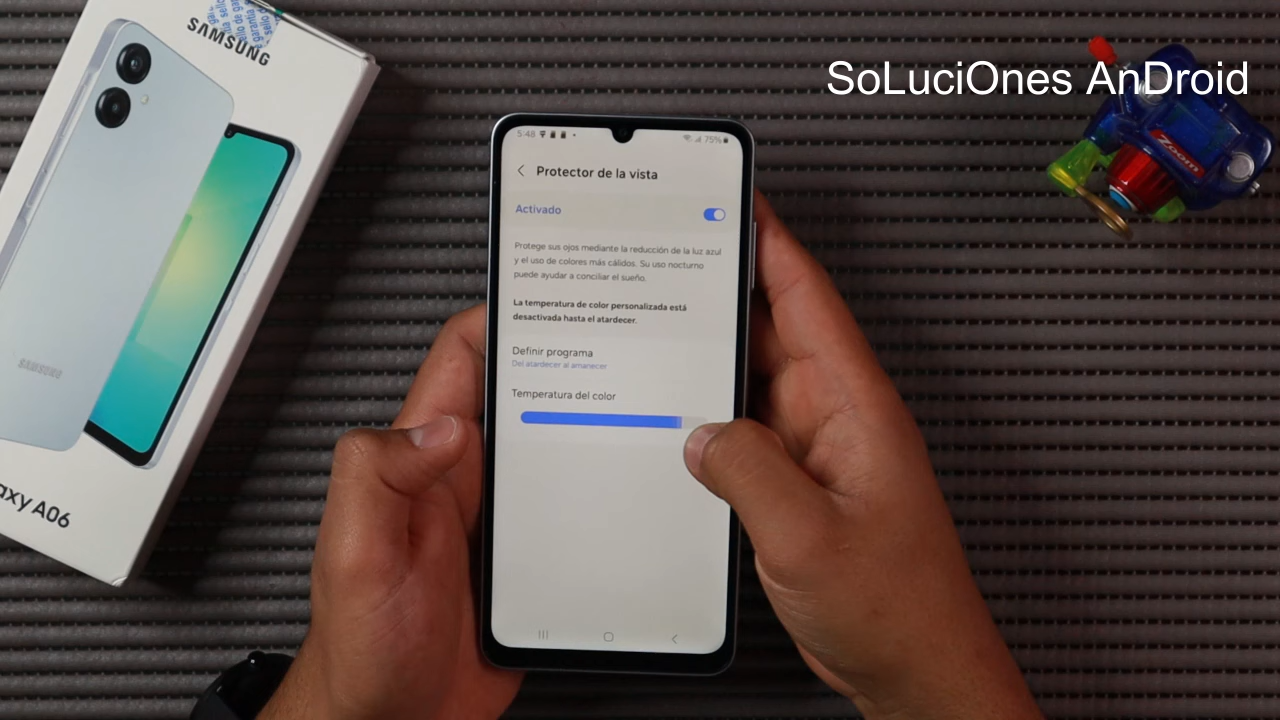 SAMSUNG
SoLuciOnes AnDroid
Zoom
5:48
75%
Protector de la vista
Activado
Protege sus ojos mediante la reducción de la luz azul
y el uso de colores más cálidos. Su uso nocturno
puede ayudar a conciliar el sueño.
La temperatura de color personalizada está
desactivada hasta el atardecer.
Definir programa
Del atardecer al amanecer
Temperatura del color
SAMSUNG
axy A06